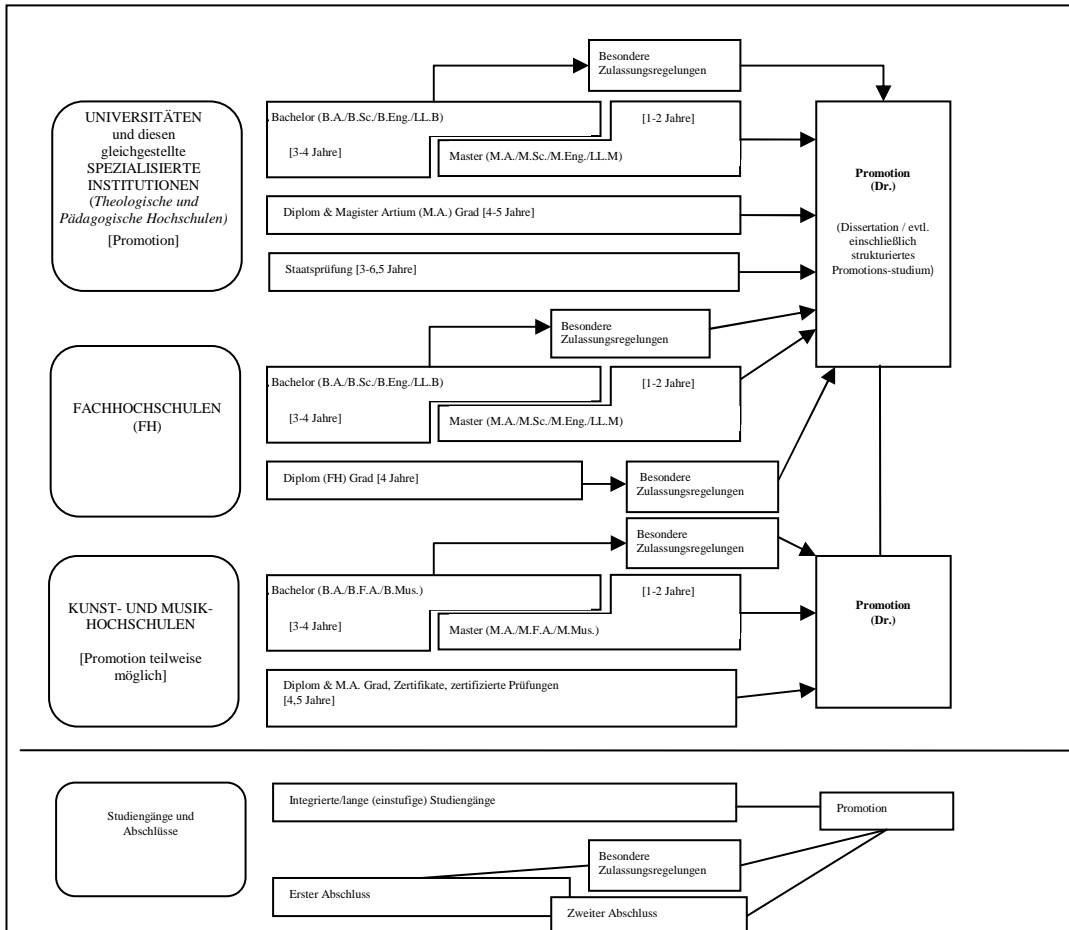 Besondere
Zulassungsregelungen
UNIVERSITÄTEN
und diesen
gleichgestellte
SPEZIALISIERTE
INSTITUTIONEN
(Theologische und
Pädagogische Hochschulen)
[Promotion]
Bachelor (B.A./B.Sc./B.Eng./LL.B)
[3-4 Jahre]
[1-2 Jahre]
Master (M.A./M.Sc./M.Eng./LL.M)
Diplom & Magister Artium (M.A.) Grad [4-5 Jahre]
Staatsprüfung [3-6,5 Jahre]
Promotion
(Dr.)
(Dissertation / evtl.
einschließlich
strukturiertes
Promotions-studium)
Besondere
Zulassungsregelungen
FACHHOCHSCHULEN
(FH)
Bachelor (B.A./B.Sc./B.Eng./LL.B)
[3-4 Jahre]
[1-2 Jahre]
Master (M.A./M.Sc./M.Eng./LL.M)
Diplom (FH) Grad [4 Jahre]
Besondere
Zulassungsregelungen
Besondere
Zulassungsregelungen
KUNST- UND MUSIK-
HOCHSCHULEN
[Promotion teilweise
möglich]
Bachelor (B.A./B.F.A./B.Mus.)
[3-4 Jahre]
[1-2 Jahre]
Master (M.A./M.F.A./M.Mus.)
Diplom & M.A. Grad, Zertifikate, zertifizierte Prüfungen
[4,5 Jahre]
Promotion
(Dr.)
Studiengänge und
Abschlüsse
Integrierte/lange (einstufige) Studiengänge
Promotion
Besondere
Zulassungsregelungen
Erster Abschluss
Zweiter Abschluss